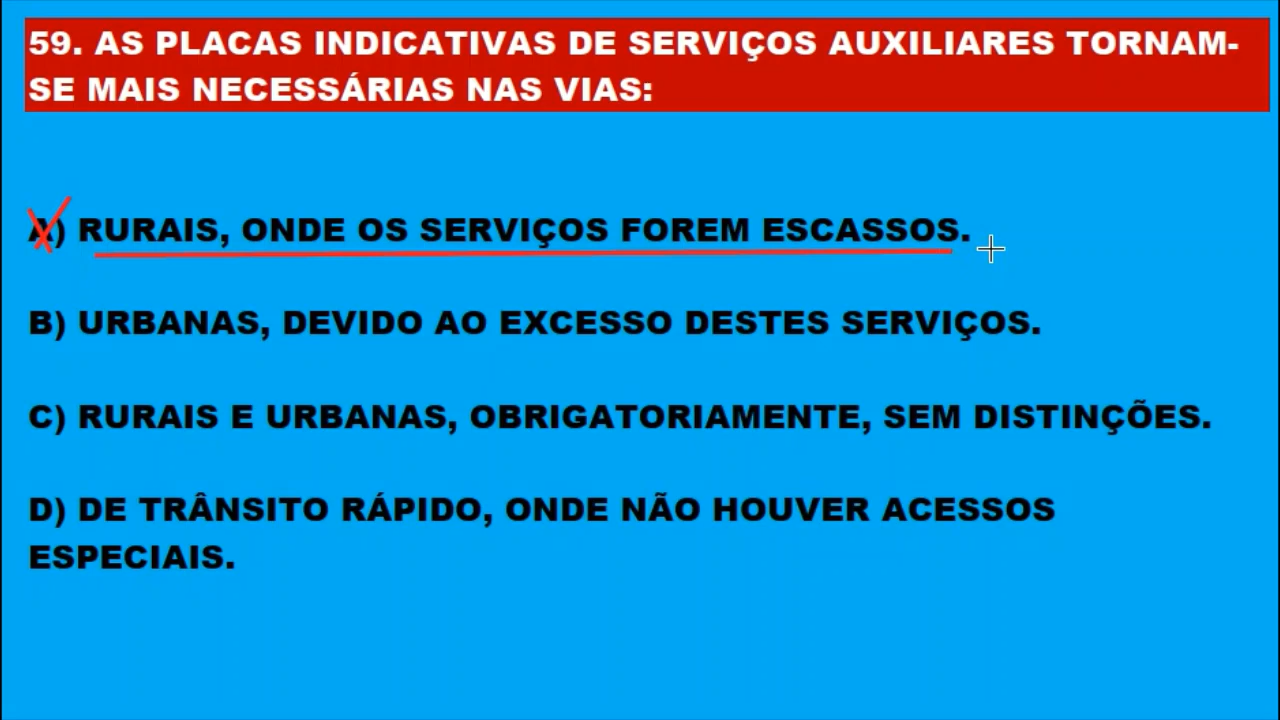 59. AS PLACAS INDICATIVAS DE SERVIÇOS AUXILIARES TORNAM-
SE MAIS NECESSÁRIAS NAS VIAS:
A) RURAIS, ONDE OS SERVIÇOS FOREM ESCASSOS.
B) URBANAS, DEVIDO AO EXCESSO DESTES SERVIÇOS.
C) RURAIS E URBANAS, OBRIGATORIAMENTE, SEM DISTINÇÕES.
D) DE TRÂNSITO RÁPIDO, ONDE NÃO HOUVER ACESSOS
ESPECIAIS.